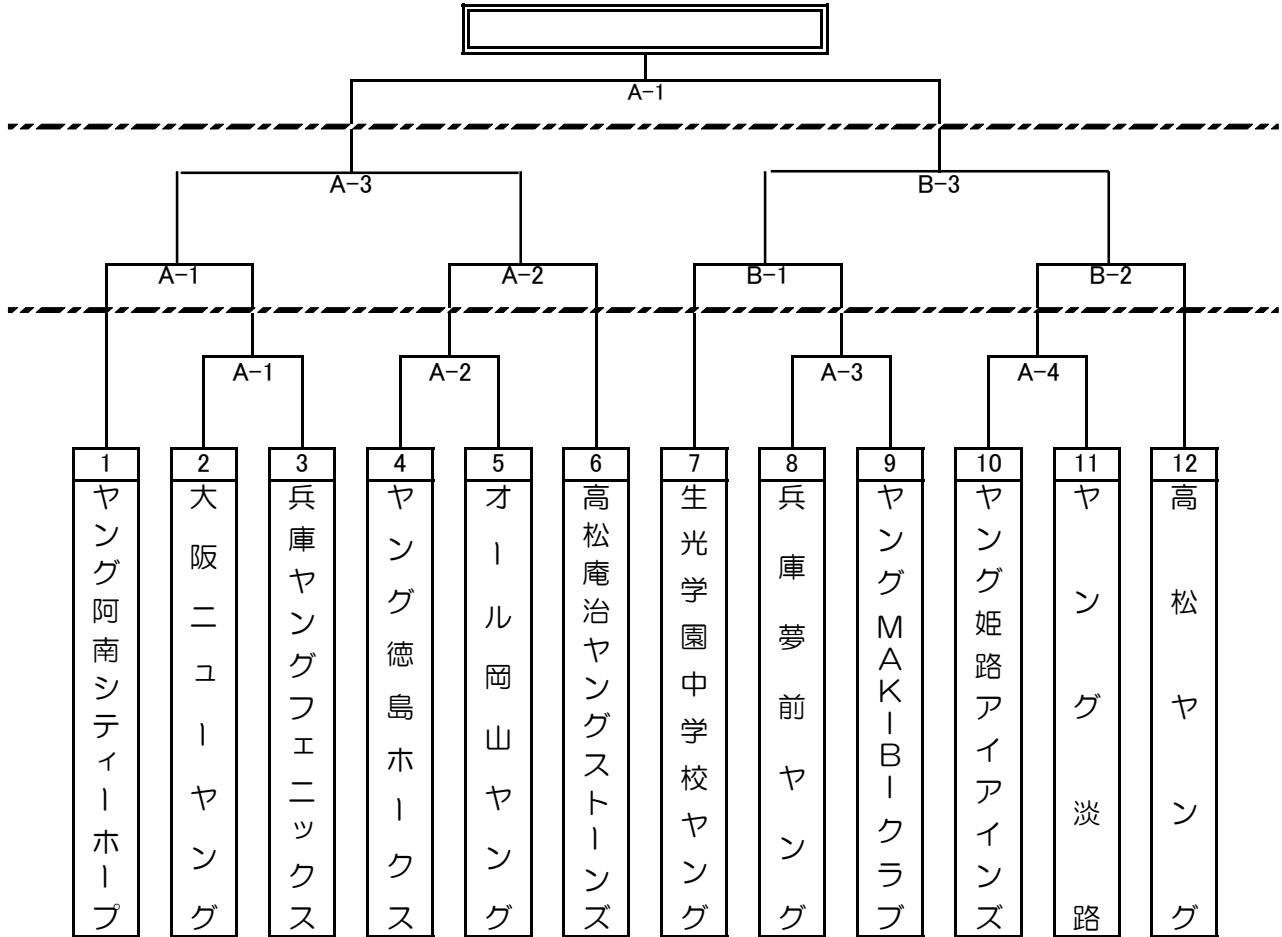 A-1
A-3
B-3
A-1
A-2
B-1
B-2
A-1
A-2
A-3
A-4
1
ヤング阿南シティーホープ
2
大阪ニューヤング
3
兵庫ヤングフェニックス
4
ヤング徳島ホークス
5
オール岡山ヤング
6
高松庵治ヤングストーンズ
7
生光学園中学校ヤング
8
兵庫夢前ヤング
9
ヤングMAKIBIクラブ
10
ヤング姫路アイアインズ
11
ヤング淡路
12
高松ヤング